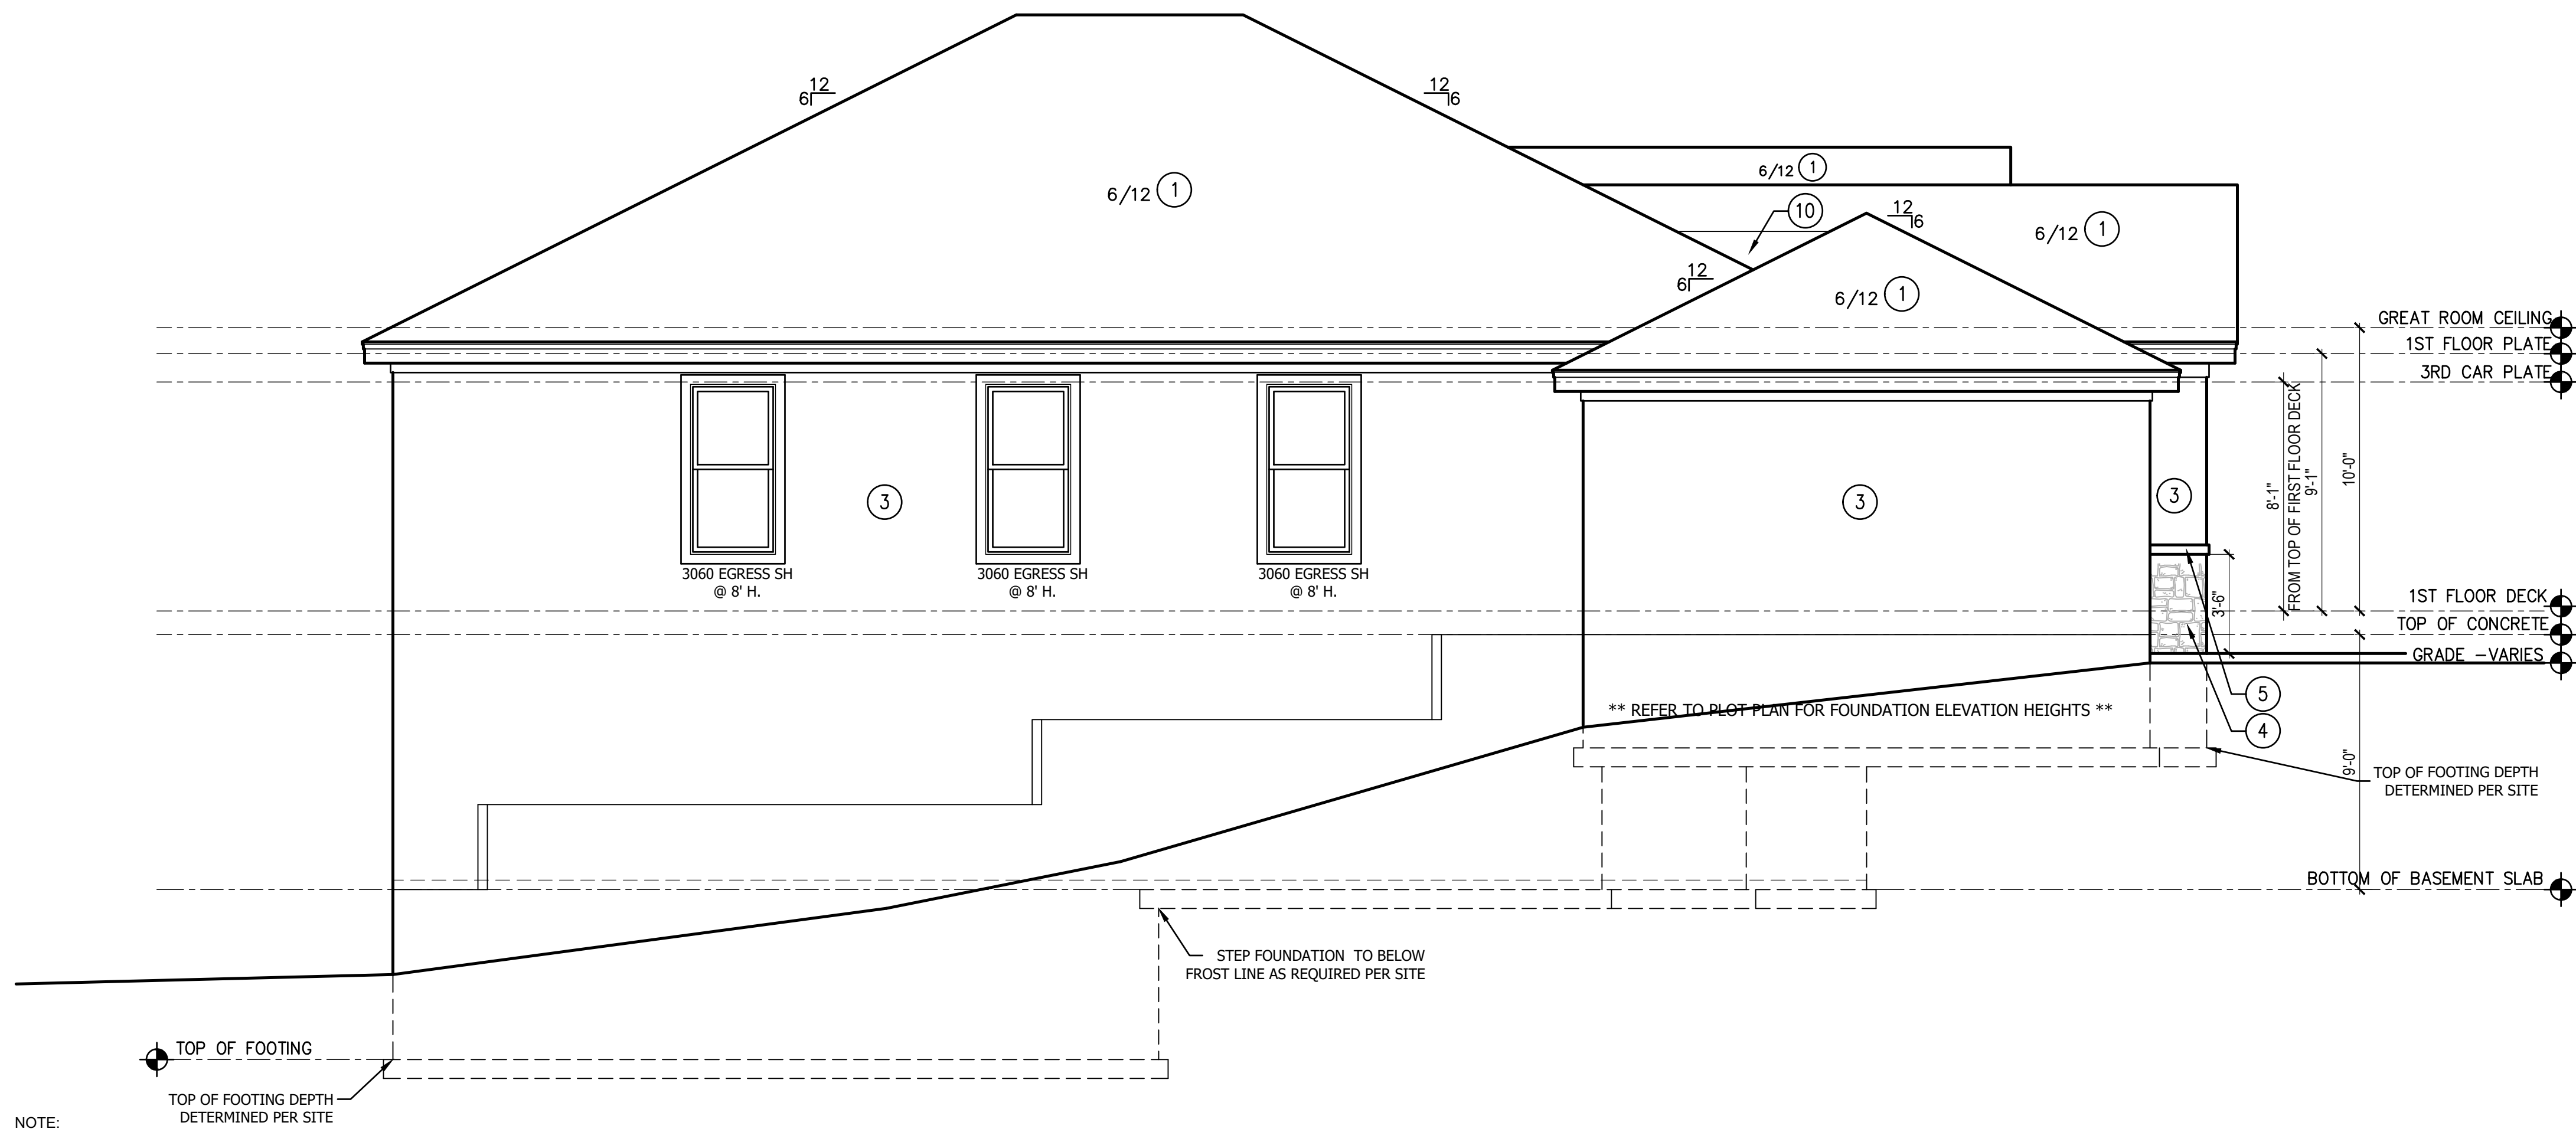 12
6
12
6
6/12 1
6/12 1
10
12
6
6/12 1
12
6
6/12 1
GREAT ROOM CEILING
1ST FLOOR PLATE
3RD CAR PLATE
3060 EGRESS SH
@ 8' H.
3060 EGRESS SH
@ 8' H.
3060 EGRESS SH
@ 8' H.
3
3
3
8'-1"
FROM TOP OF FIRST FLOOR DECK
9'-1"
10'-0"
3'-6"
1ST FLOOR DECK
TOP OF CONCRETE
GRADE -VARIES
5
4
** REFER TO PLOT PLAN FOR FOUNDATION ELEVATION HEIGHTS **
9'-0"
TOP OF FOOTING DEPTH
DETERMINED PER SITE
BOTTOM OF BASEMENT SLAB
STEP FOUNDATION TO BELOW
FROST LINE AS REQUIRED PER SITE
TOP OF FOOTING
TOP OF FOOTING DEPTH
DETERMINED PER SITE
NOTE: